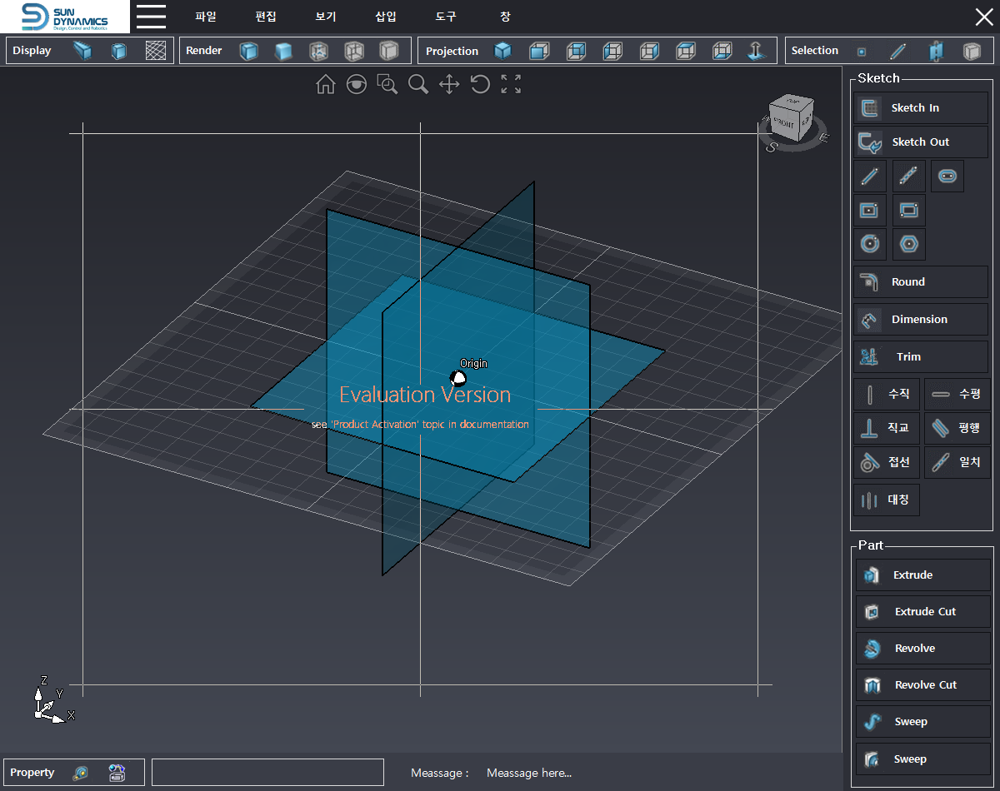 SUN
DYNAMICS
Design, Control and Robotics
파일 편집 보기 삽입 도구 창
Display Render Projection Selection
Sketch
Sketch In
Sketch Out
Round
Dimension
Trim
수직 수평
직교 평행
접선 일치
대칭
Part
Extrude
Extrude Cut
Revolve
Revolve Cut
Sweep
Sweep
TOP
FRONT
S E
Origin
Evaluation Version
see 'Product Activation' topic in documentation
Z
Y
X
Property Meassage : Meassage here...